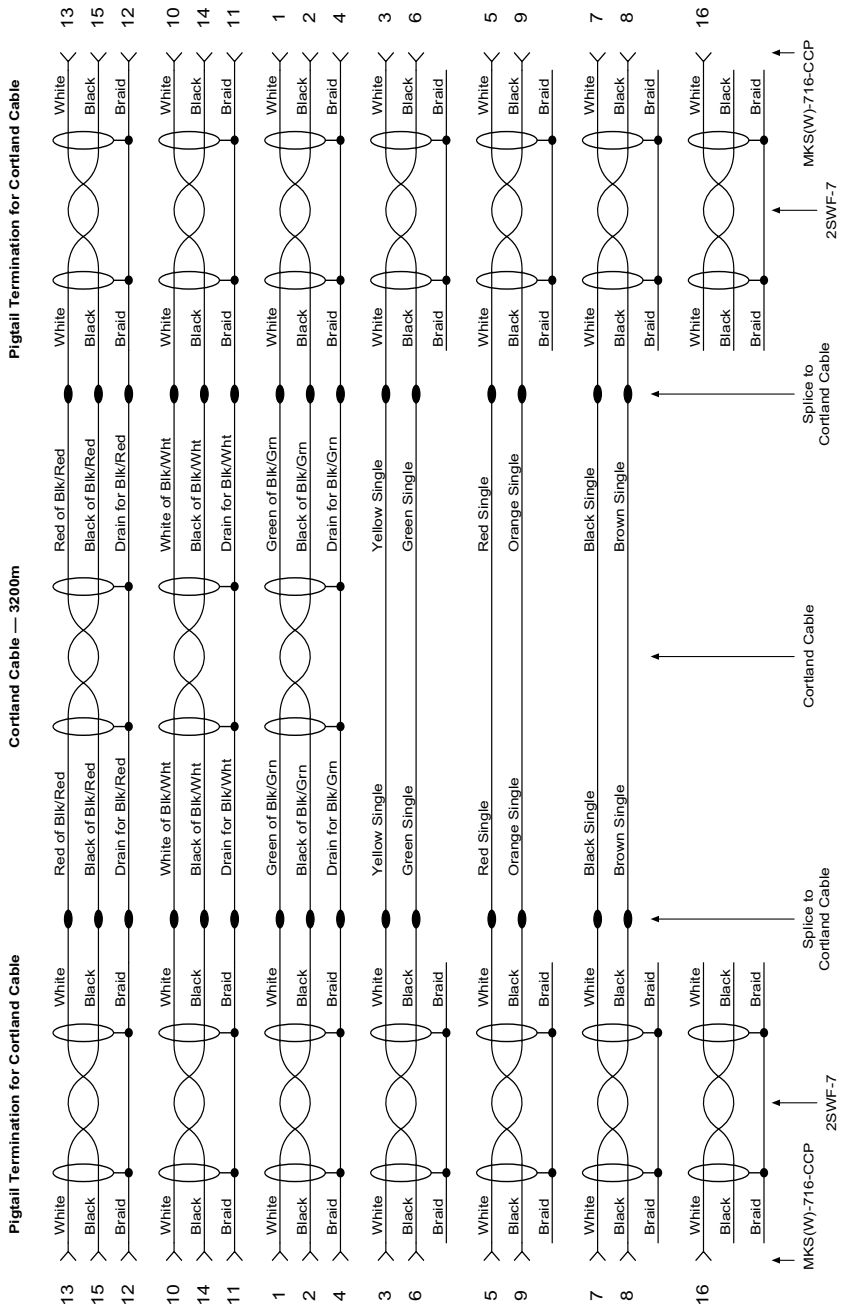 Pigtail Termination for Cortland Cable Cortland Cable — 3200m Pigtail Termination for Cortland Cable
13 White White Red of Blk/Red Red of Blk/Red White White 13
15 Black Black Black of Blk/Red Black of Blk/Red Black Black 15
12 Braid Braid Drain for Blk/Red Drain for Blk/Red Braid Braid 12
10 White White White of Blk/Wht White of Blk/Wht White White 10
14 Black Black Black of Blk/Wht Black of Blk/Wht Black Black 14
11 Braid Braid Drain for Blk/Wht Drain for Blk/Wht Braid Braid 11
1 White White Green of Blk/Grn Green of Blk/Grn White White 1
2 Black Black Black of Blk/Grn Black of Blk/Grn Black Black 2
4 Braid Braid Drain for Blk/Grn Drain for Blk/Grn Braid Braid 4
3 White White Yellow Single Yellow Single White White 3
6 Black Black Green Single Green Single Black Black 6
Braid Braid Braid Braid
5 White White Red Single Red Single White White 5
9 Black Black Orange Single Orange Single Black Black 9
Braid Braid Braid Braid
7 White White Black Single Black Single White White 7
8 Black Black Brown Single Brown Single Black Black 8
Braid Braid Braid Braid
16 White White White White 16
Black Black Black Black
Braid Braid Braid Braid
MKS(W)-716-CCP
2SWF-7
Splice to
Cortland Cable
Cortland Cable
Splice to
Cortland Cable
2SWF-7
MKS(W)-716-CCP